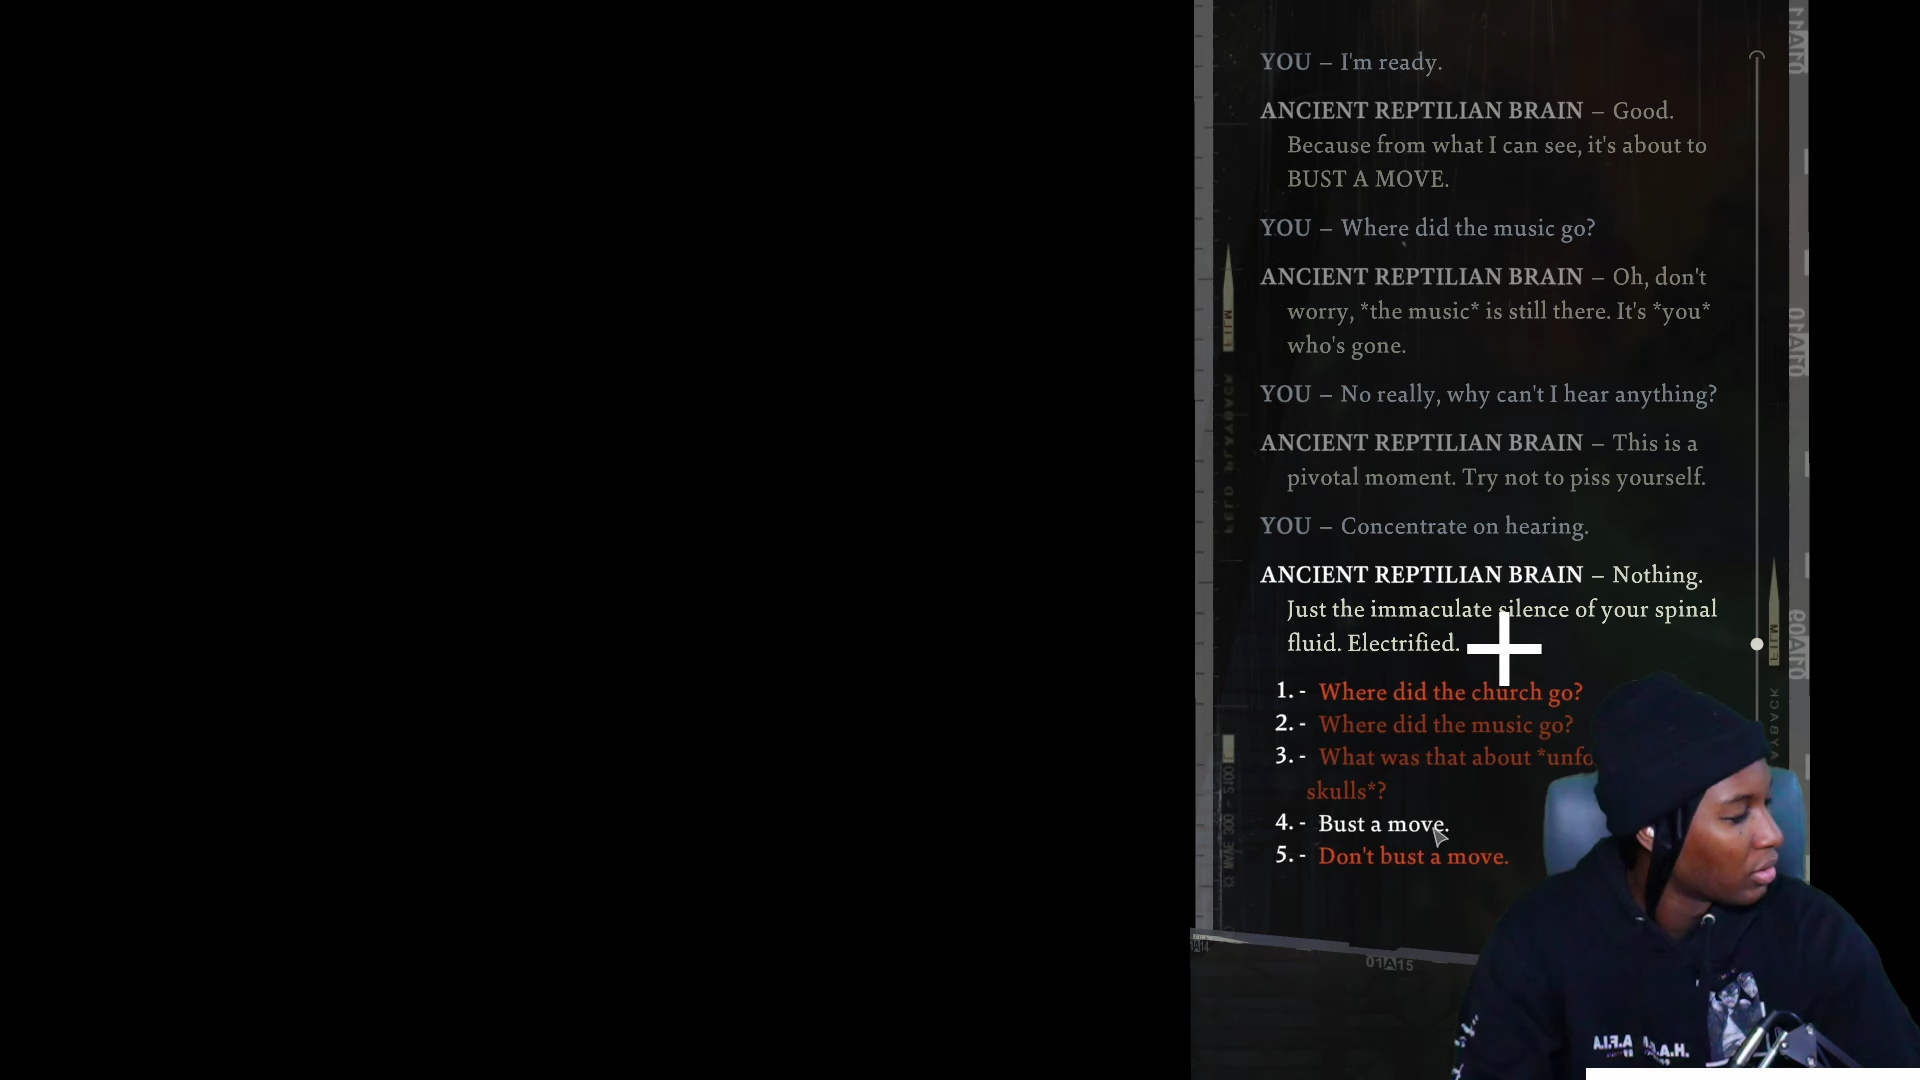 YOU – I'm ready.
ANCIENT REPTILIAN BRAIN – Good.
Because from what I can see, it's about to
BUST A MOVE.
YOU – Where did the music go?
ANCIENT REPTILIAN BRAIN – Oh, don't
worry, *the music* is still there. It's *you*
who's gone.
YOU – No really, why can't I hear anything?
ANCIENT REPTILIAN BRAIN – This is a
pivotal moment. Try not to piss yourself.
YOU – Concentrate on hearing.
ANCIENT REPTILIAN BRAIN – Nothing.
Just the immaculate silence of your spinal
fluid. Electrified.
1. - Where did the church go?
2. - Where did the music go?
3. - What was that about *unfo
skulls*?
4. - Bust a move.
5. - Don't bust a move.
01A15